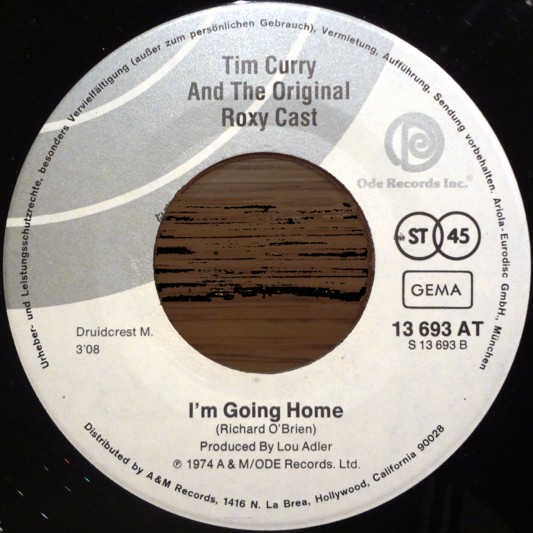 Urheber- und Leistungsschutzrechte, besonders Vervielfältigung (außer zum persönlichen Gebrauch), Vermietung, Aufführung, Sendung vorbehalten. Ariola-Eurodisc GmbH, München
Tim Curry
And The Original
Roxy Cast
Ode Records Inc.®
ST 45
GEMA
13 693 AT
S 13 693 B
Druidcrest M.
3'08
I'm Going Home
(Richard O'Brien)
Produced By Lou Adler
℗ 1974 A & M/ODE Records. Ltd.
Distributed by A&M Records, 1416 N. La Brea, Hollywood, California 90028